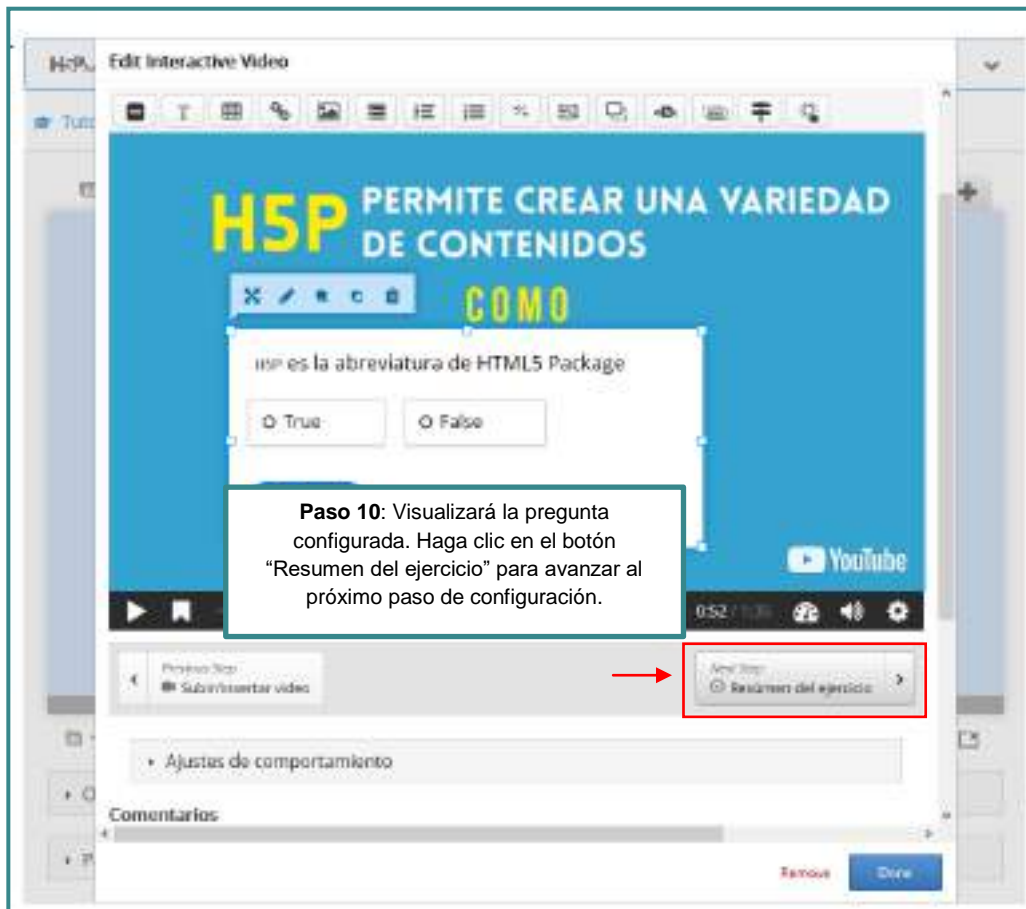 Edit Interactive Video
H5P
PERMITE CREAR UNA VARIEDAD
DE CONTENIDOS
COMO
H5P es la abreviatura de HTML5 Package
True
False
Paso 10: Visualizará la pregunta
configurada. Haga clic en el botón
“Resumen del ejercicio” para avanzar al
próximo paso de configuración.
YouTube
0:52 /
Previous Step
Next Step
Subir/insertar video
Resumen del ejercicio
Ajustes de comportamiento
Comentarios
Remove
Done